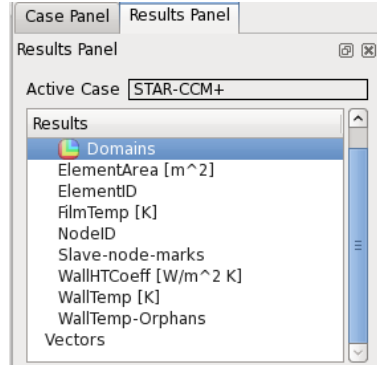 Case Panel Results Panel
Results Panel
Active Case STAR-CCM+
Results
Domains
ElementArea [m^2]
ElementID
FilmTemp [K]
NodeID
Slave-node-marks
WallHTCoeff [W/m^2 K]
WallTemp [K]
WallTemp-Orphans
Vectors